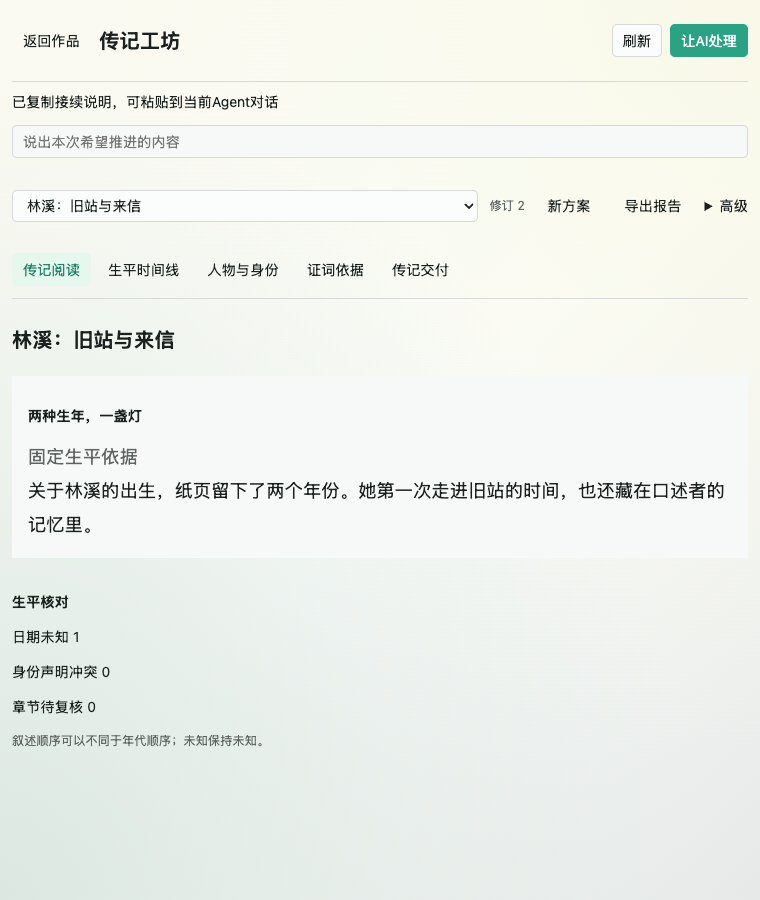 返回作品 传记工坊 刷新 让AI处理
已复制接续说明，可粘贴到当前Agent对话
说出本次希望推进的内容
林溪：旧站与来信 修订 2 新方案 导出报告 ▶ 高级
传记阅读 生平时间线 人物与身份 证词依据 传记交付
林溪：旧站与来信
两种生年，一盏灯
固定生平依据
关于林溪的出生，纸页留下了两个年份。她第一次走进旧站的时间，也还藏在口述者的
记忆里。
生平核对
日期未知 1
身份声明冲突 0
章节待复核 0
叙述顺序可以不同于年代顺序；未知保持未知。